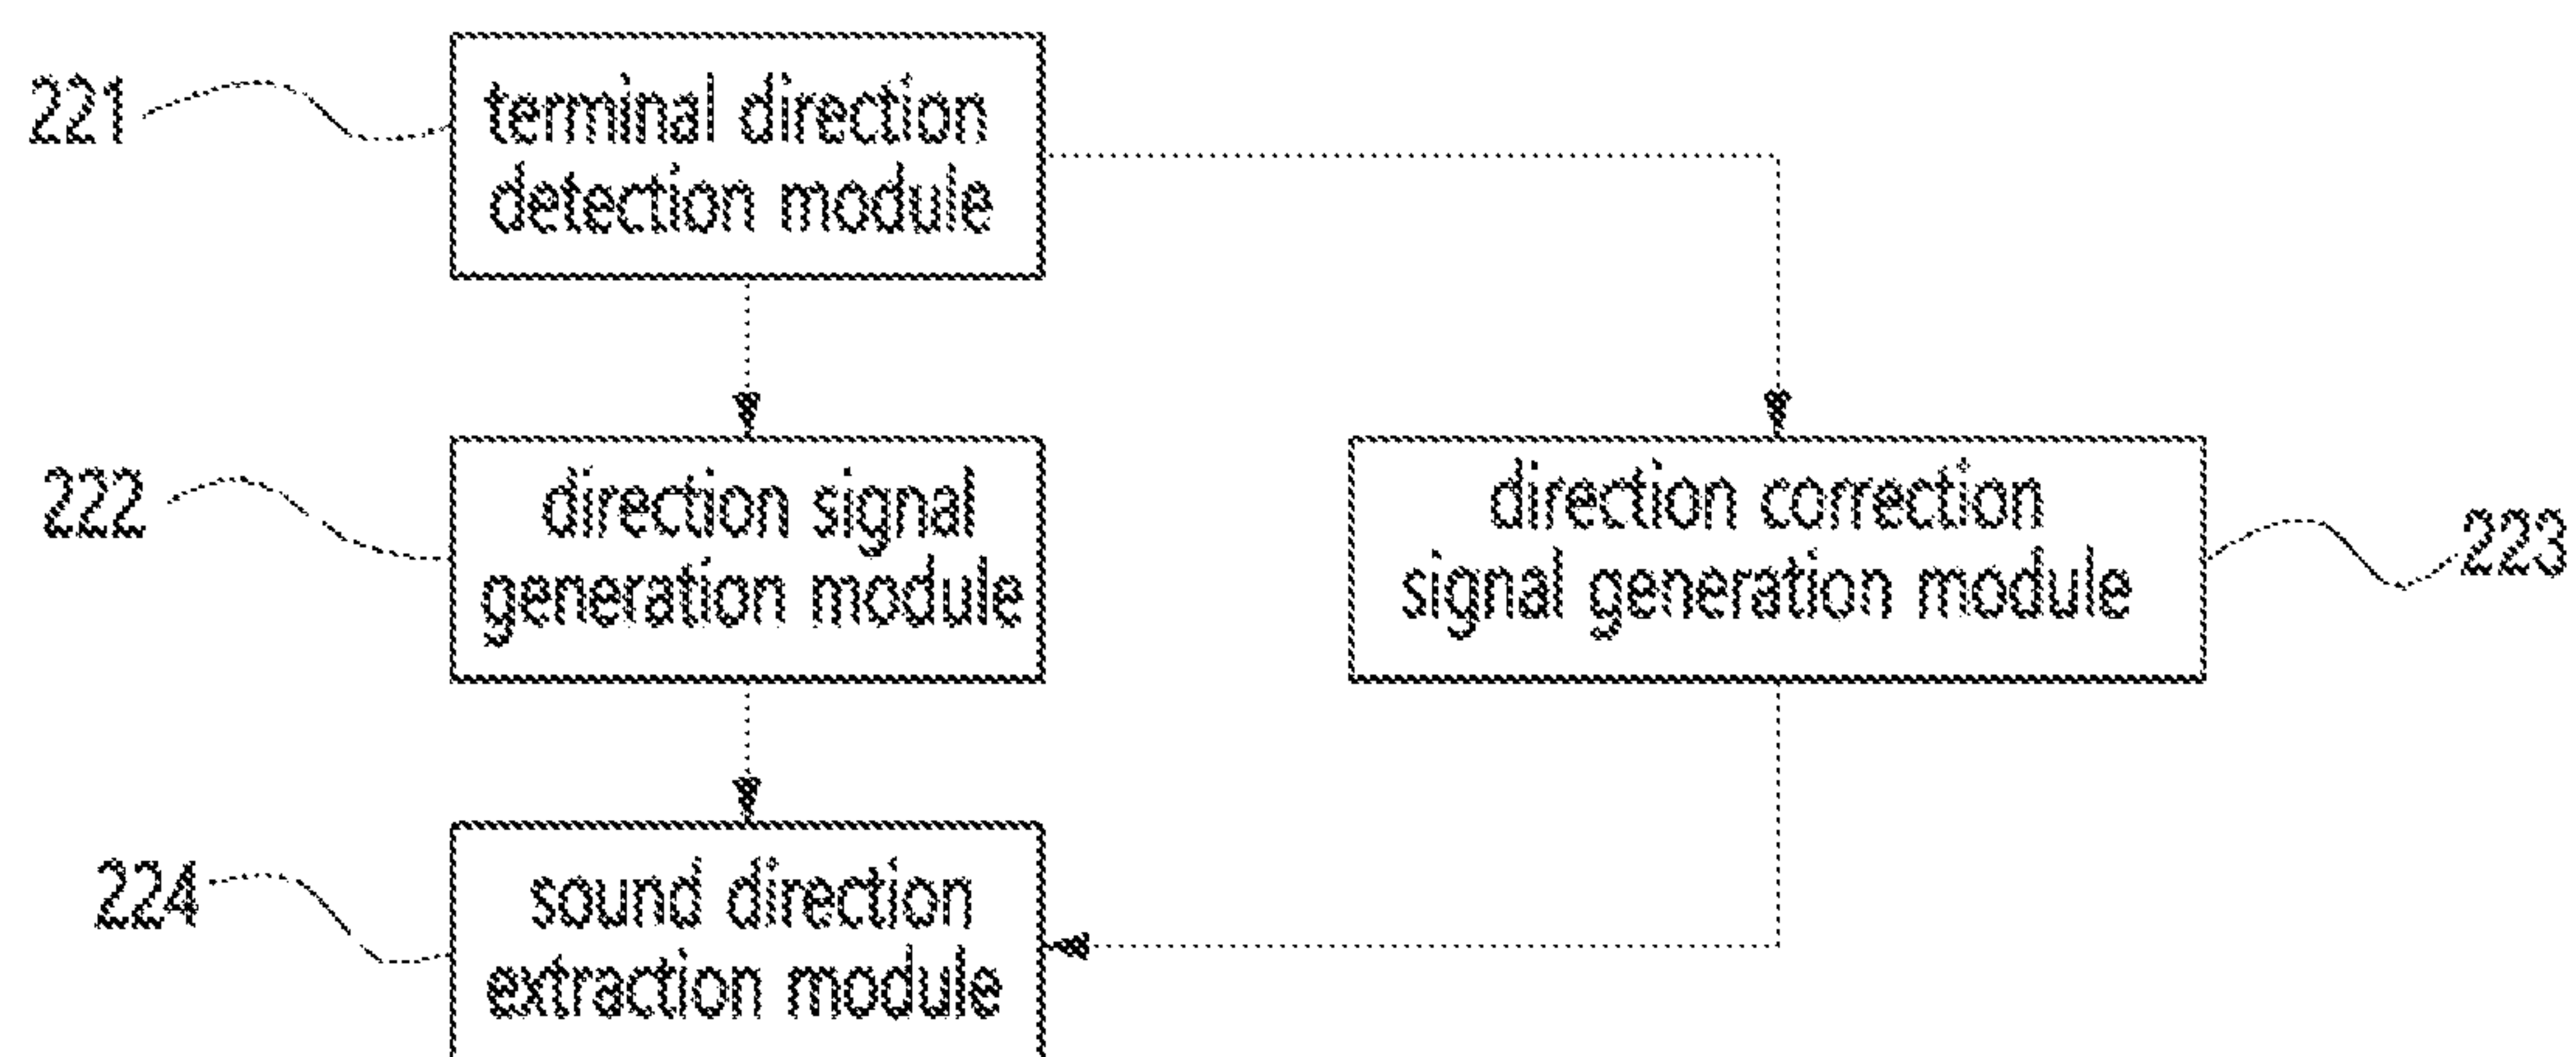 221
terminal direction
detection module
222
direction signal
generation module
direction correction
signal generation module
223
224
sound direction
extraction module